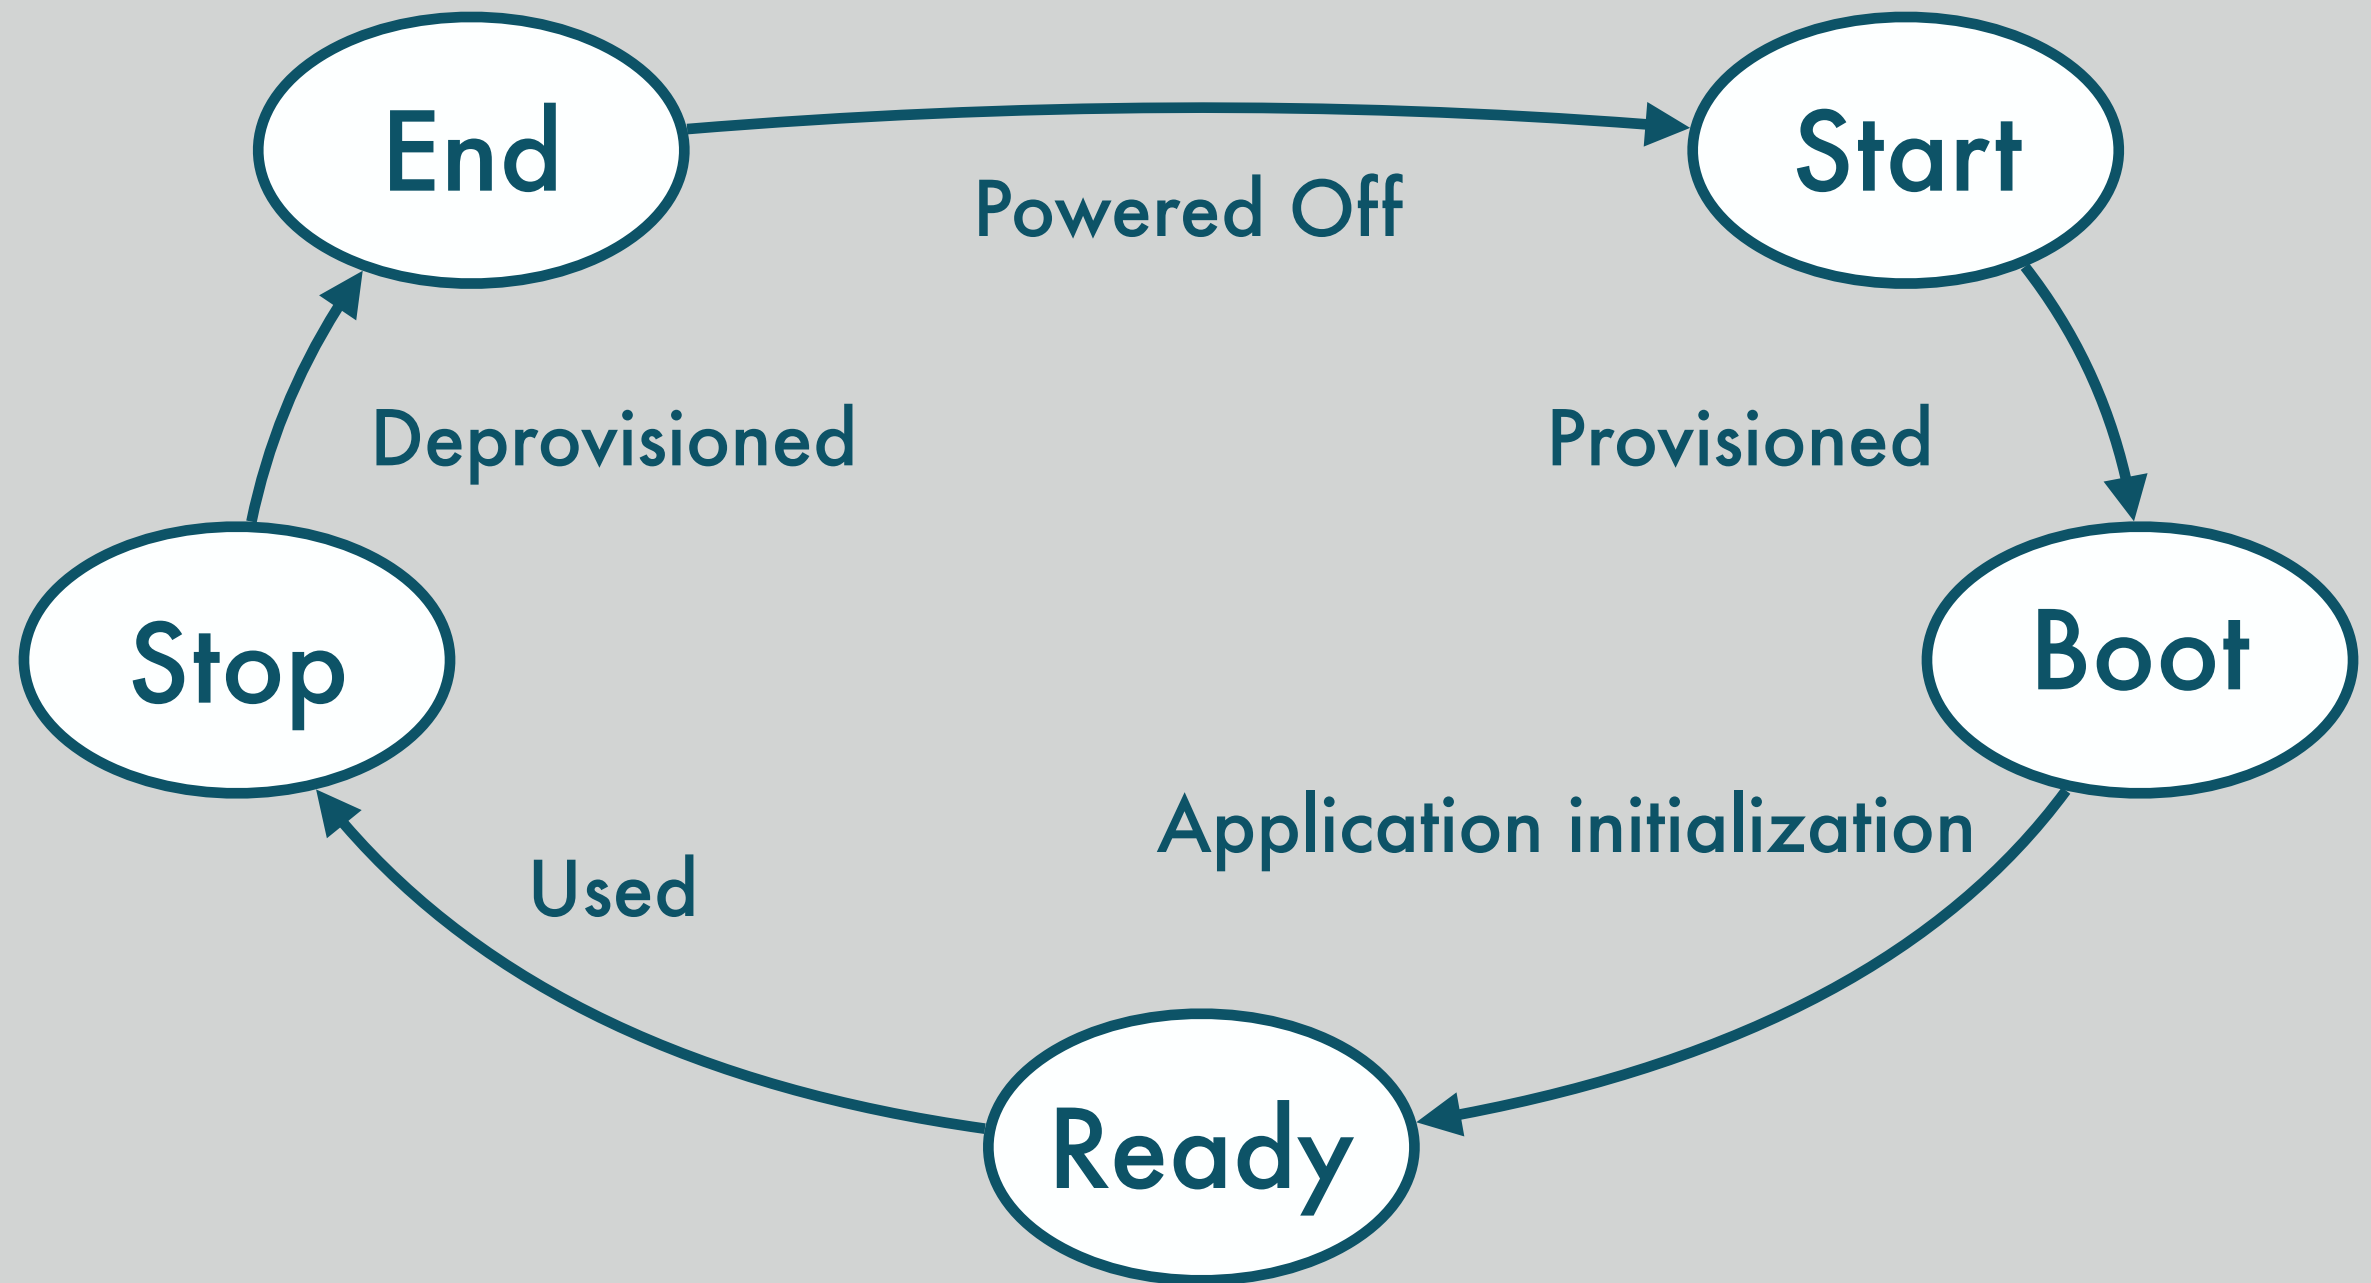 End
Start
Powered Off
Deprovisioned
Provisioned
Stop
Boot
Application initialization
Used
Ready